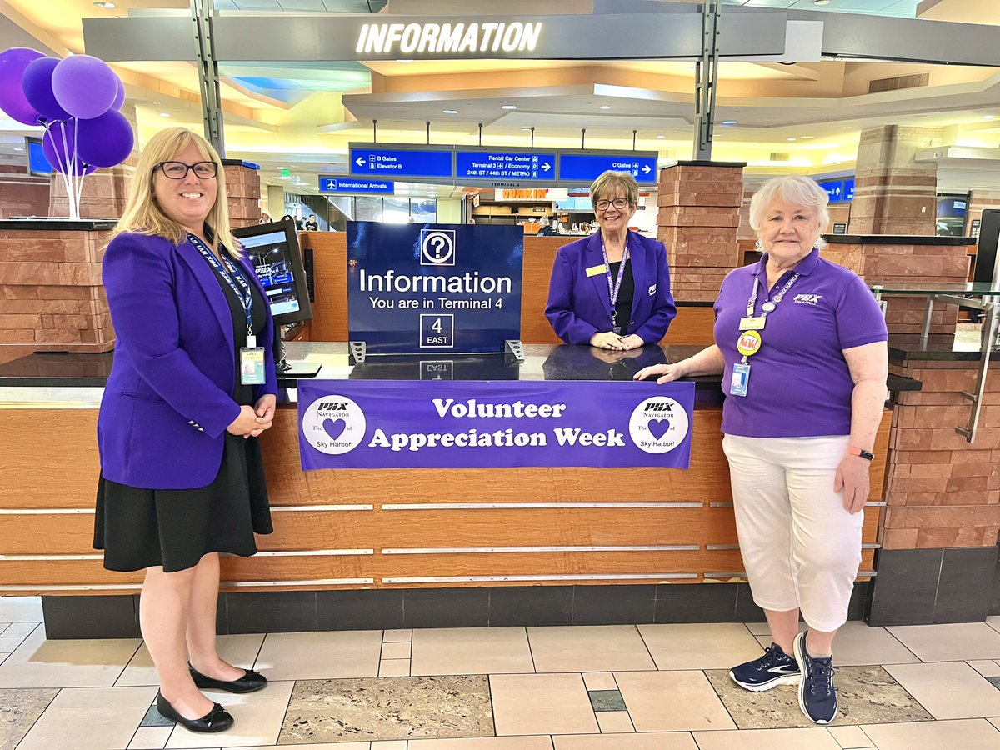 INFORMATION
B Gates
Elevator B
Rental Car Center
Terminal 3 / Economy P
24TH ST / 44TH ST / METRO
C Gates
International Arrivals
TERMINAL 4
DUNKIN'
?
Information
You are in Terminal 4
4
EAST
PHX
NAVIGATOR
The of
Sky Harbor!
Volunteer
Appreciation Week
PHX
NAVIGATOR
The of
Sky Harbor!
PHX